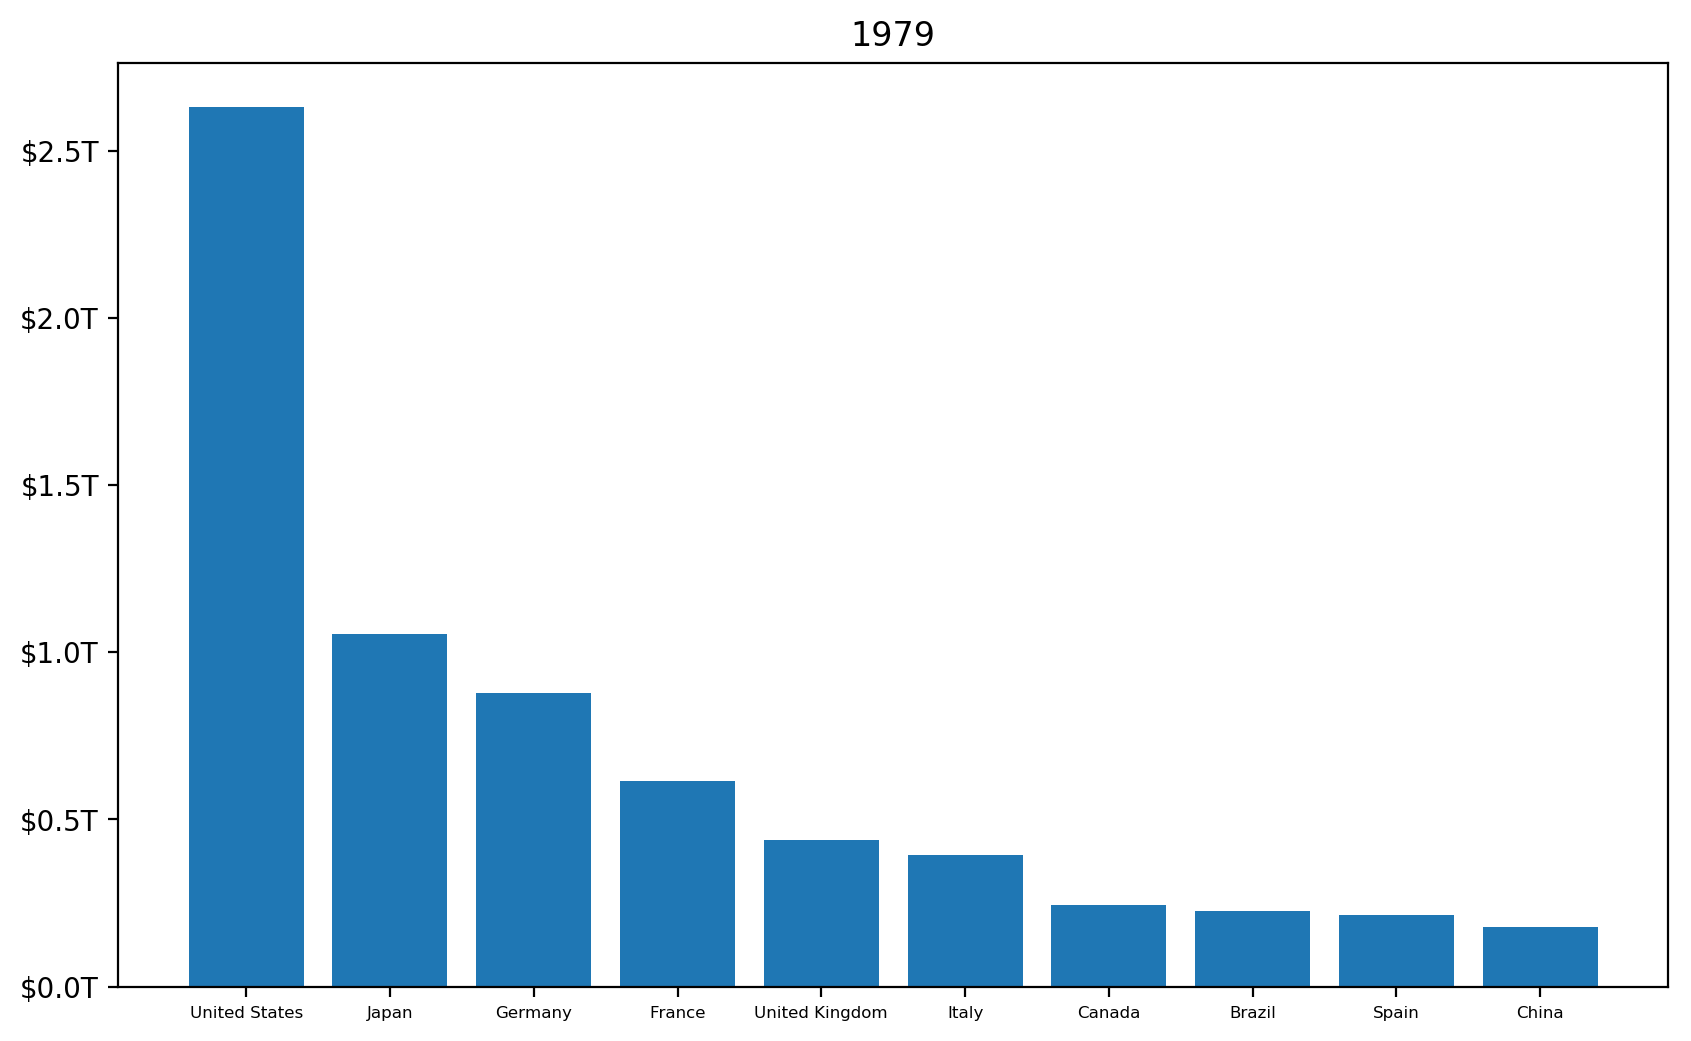 1979
$2.5T
$2.0T
$1.5T
$1.0T
$0.5T
$0.0T
United States Japan Germany France United Kingdom Italy Canada Brazil Spain China